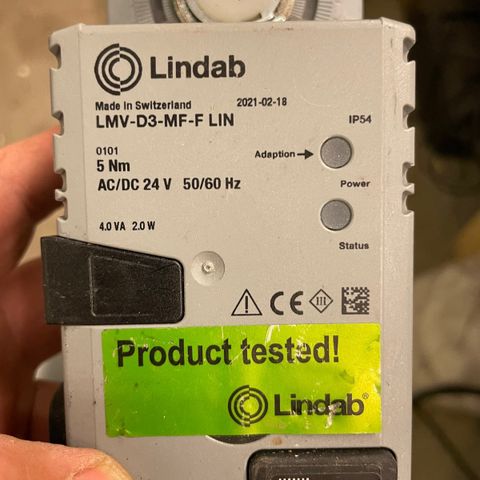 Lindab
Made in Switzerland 2021-02-18
LMV-D3-MF-F LIN
IP54
0101
5 Nm
Adaption
AC/DC 24 V 50/60 Hz
Power
4.0 VA 2.0 W
Status
CE
III
Product tested!
Lindab®